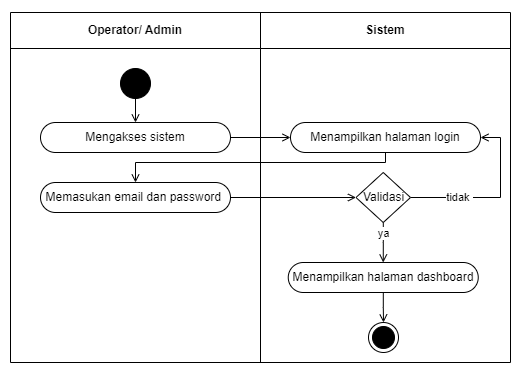 Operator/ Admin
Sistem
Mengakses sistem
Menampilkan halaman login
Memasukan email dan password
Validasi
tidak
ya
Menampilkan halaman dashboard